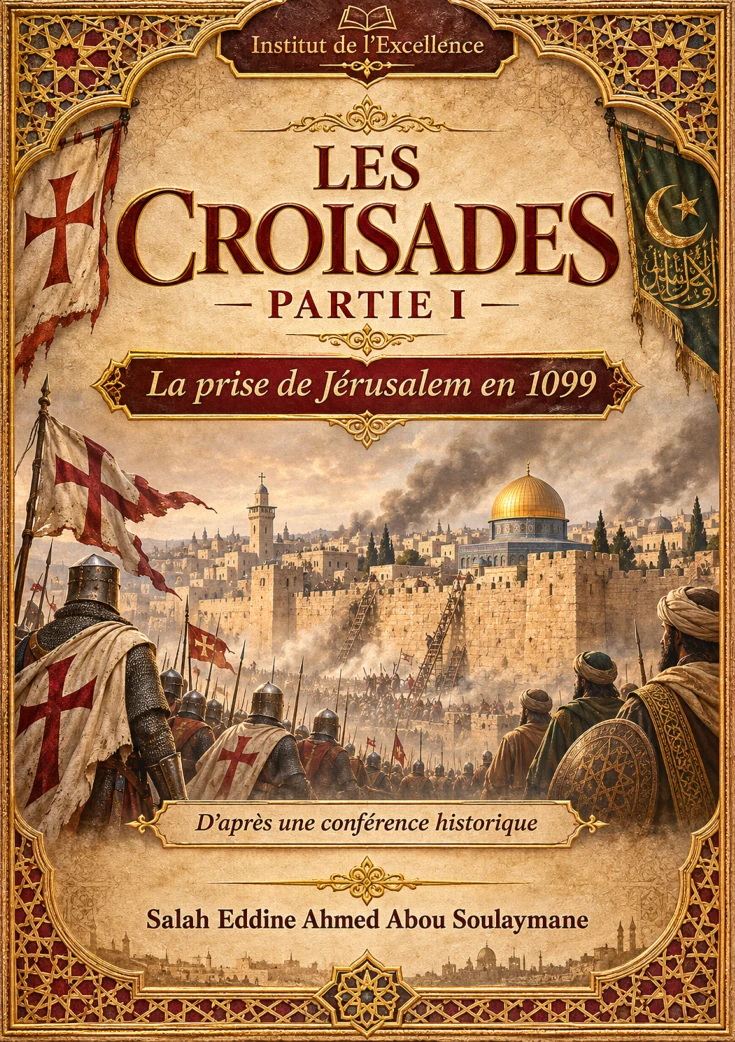 Institut de l’Excellence
LES
CROISADES
PARTIE I
La prise de Jérusalem en 1099
D’après une conférence historique
Salah Eddine Ahmed Abou Soulaymane